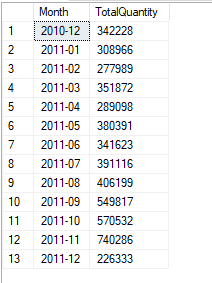 Month TotalQuantity
1 2010-12 342228
2 2011-01 308966
3 2011-02 277989
4 2011-03 351872
5 2011-04 289098
6 2011-05 380391
7 2011-06 341623
8 2011-07 391116
9 2011-08 406199
10 2011-09 549817
11 2011-10 570532
12 2011-11 740286
13 2011-12 226333